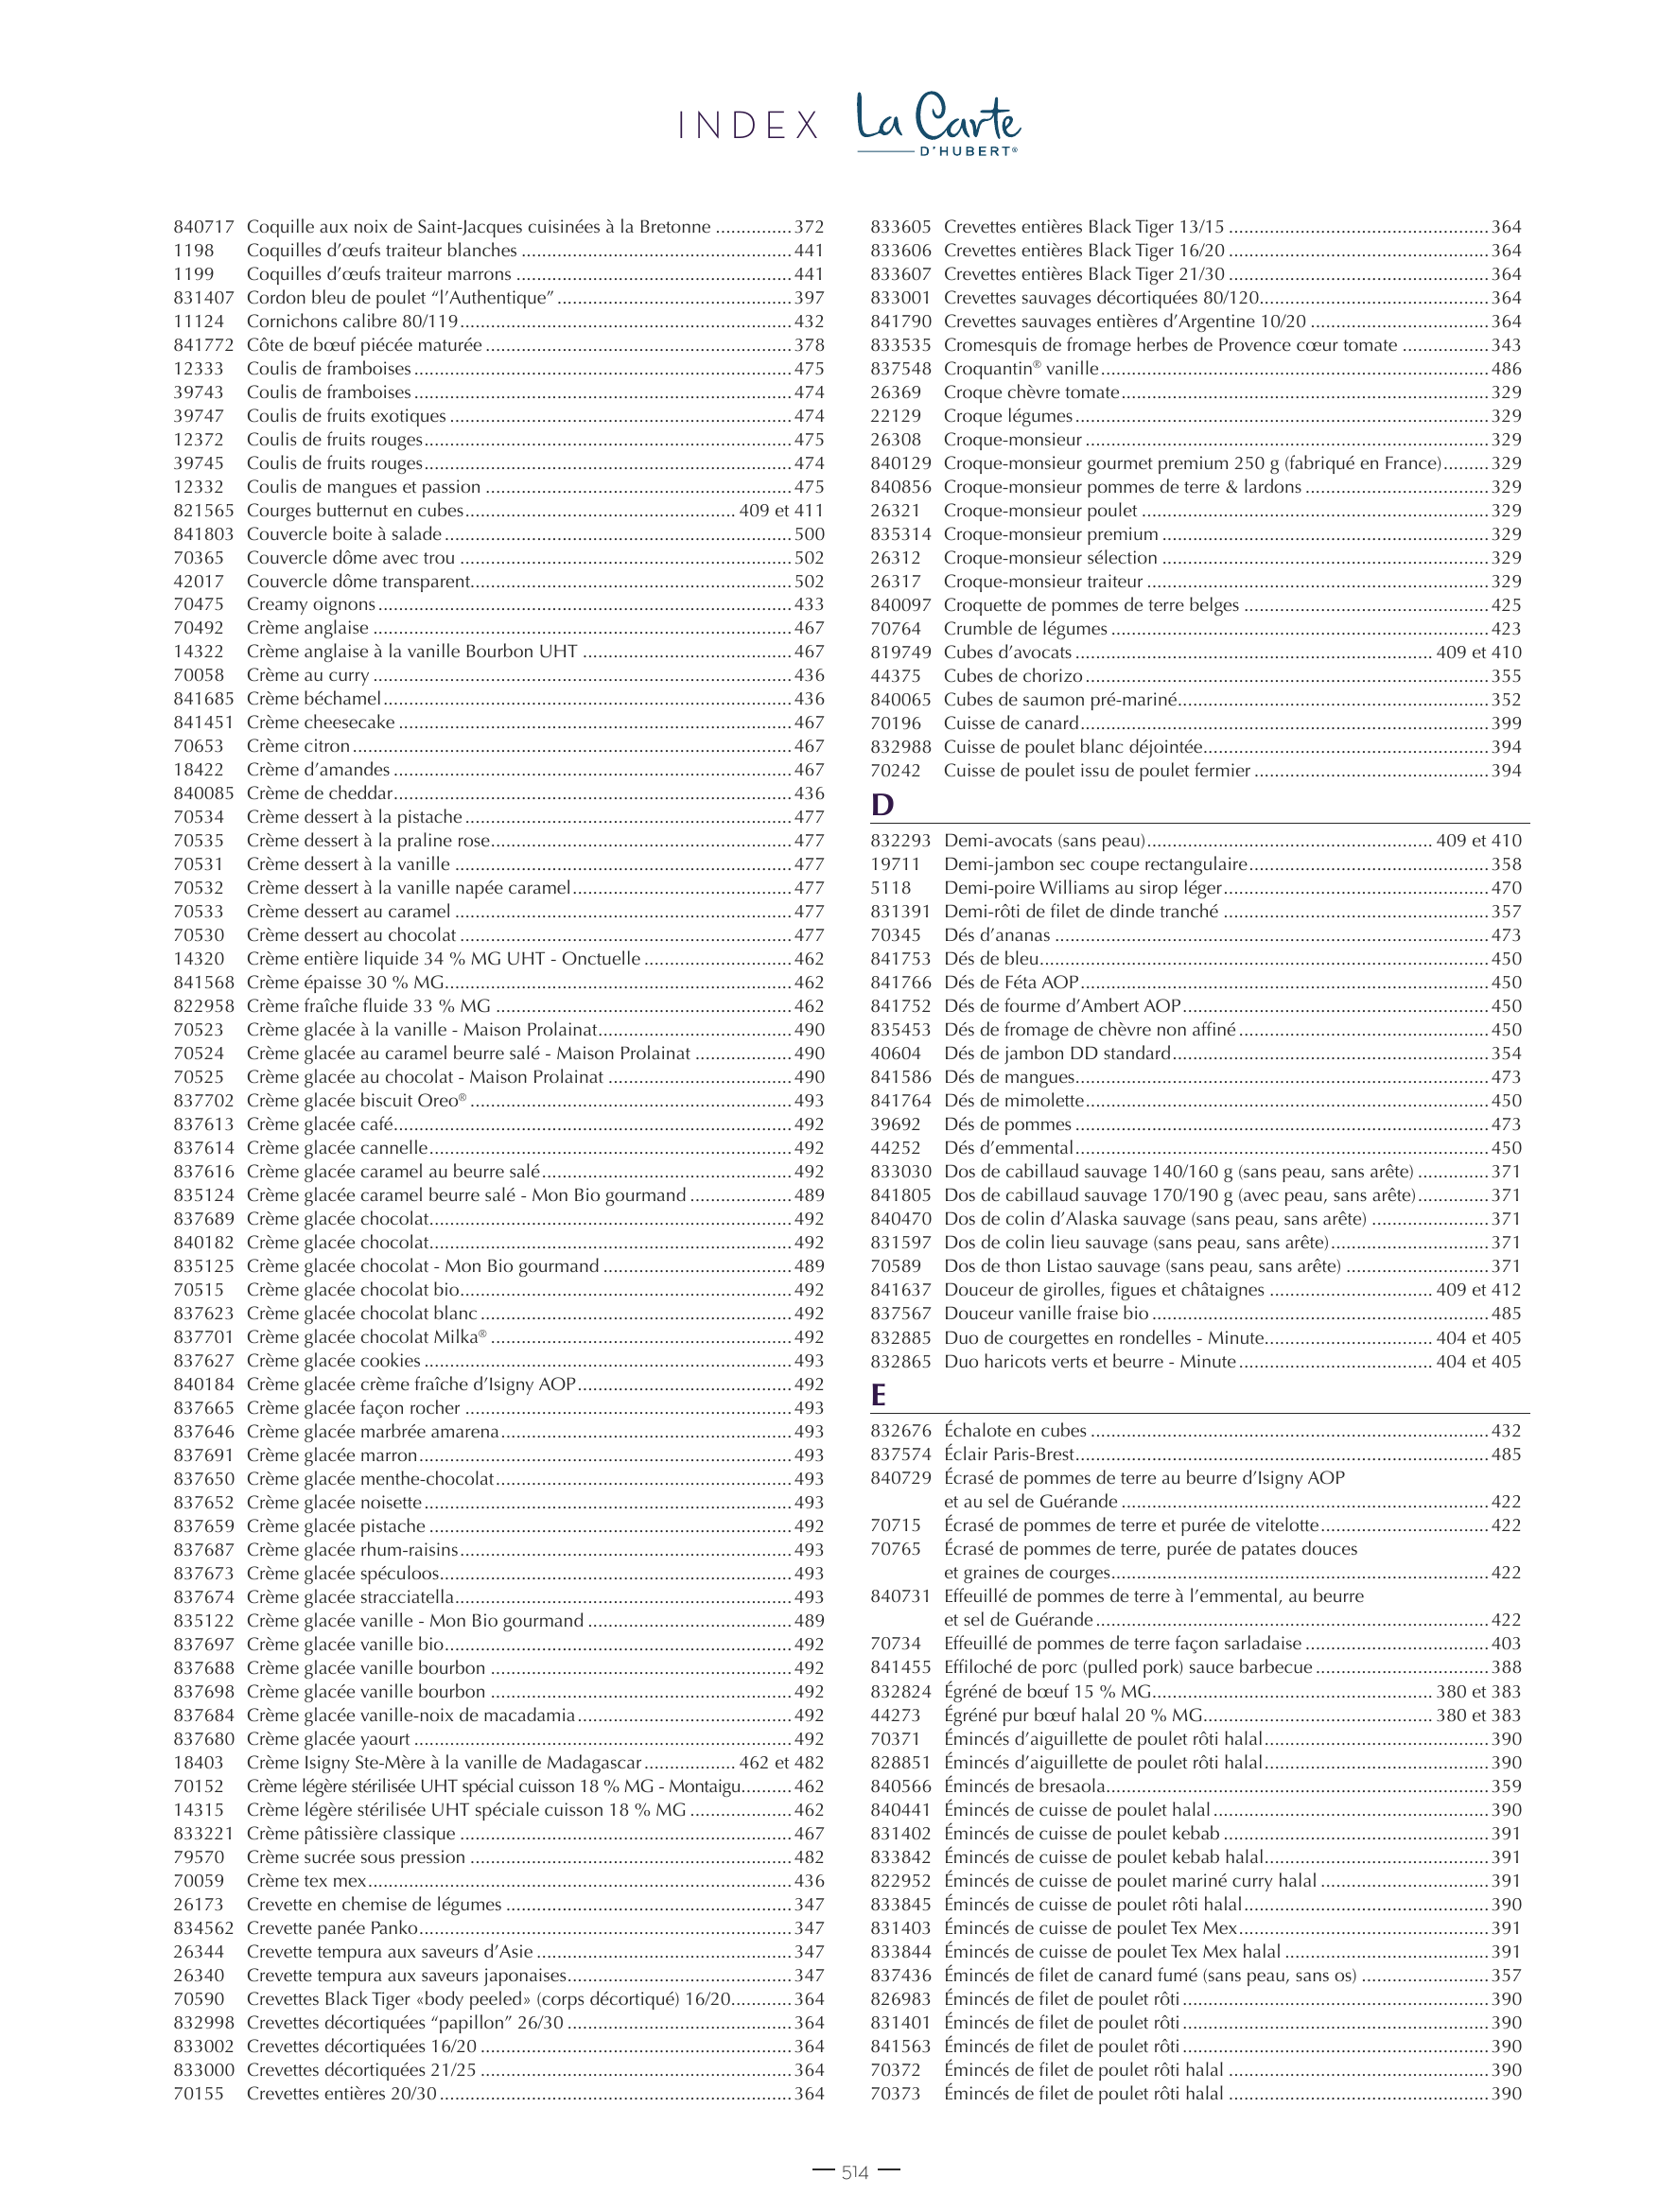 INDEX La Carte
D'HUBERT®
840717 Coquille aux noix de Saint-Jacques cuisinées à la Bretonne ............... 372
1198 Coquilles d’œufs traiteur blanches ..................................................... 441
1199 Coquilles d’œufs traiteur marrons ...................................................... 441
831407 Cordon bleu de poulet “l’Authentique” .............................................. 397
11124 Cornichons calibre 80/119 ................................................................. 432
841772 Côte de bœuf piécée maturée ............................................................ 378
12333 Coulis de framboises .......................................................................... 475
39743 Coulis de framboises .......................................................................... 474
39747 Coulis de fruits exotiques ................................................................... 474
12372 Coulis de fruits rouges ........................................................................ 475
39745 Coulis de fruits rouges ........................................................................ 474
12332 Coulis de mangues et passion ............................................................ 475
821565 Courges butternut en cubes ..................................................... 409 et 411
841803 Couvercle boite à salade .................................................................... 500
70365 Couvercle dôme avec trou ................................................................. 502
42017 Couvercle dôme transparent ............................................................... 502
70475 Creamy oignons ................................................................................. 433
70492 Crème anglaise .................................................................................. 467
14322 Crème anglaise à la vanille Bourbon UHT ......................................... 467
70058 Crème au curry .................................................................................. 436
841685 Crème béchamel ................................................................................ 436
841451 Crème cheesecake ............................................................................. 467
70653 Crème citron ...................................................................................... 467
18422 Crème d’amandes .............................................................................. 467
840085 Crème de cheddar .............................................................................. 436
70534 Crème dessert à la pistache ................................................................ 477
70535 Crème dessert à la praline rose ........................................................... 477
70531 Crème dessert à la vanille .................................................................. 477
70532 Crème dessert à la vanille napée caramel ........................................... 477
70533 Crème dessert au caramel .................................................................. 477
70530 Crème dessert au chocolat ................................................................. 477
14320 Crème entière liquide 34 % MG UHT - Onctuelle ............................. 462
841568 Crème épaisse 30 % MG .................................................................... 462
822958 Crème fraîche fluide 33 % MG .......................................................... 462
70523 Crème glacée à la vanille - Maison Prolainat ...................................... 490
70524 Crème glacée au caramel beurre salé - Maison Prolainat ................... 490
70525 Crème glacée au chocolat - Maison Prolainat .................................... 490
837702 Crème glacée biscuit Oreo® ............................................................... 493
837613 Crème glacée café .............................................................................. 492
837614 Crème glacée cannelle ....................................................................... 492
837616 Crème glacée caramel au beurre salé ................................................. 492
835124 Crème glacée caramel beurre salé - Mon Bio gourmand .................... 489
837689 Crème glacée chocolat ....................................................................... 492
840182 Crème glacée chocolat ....................................................................... 492
835125 Crème glacée chocolat - Mon Bio gourmand ..................................... 489
70515 Crème glacée chocolat bio ................................................................. 492
837623 Crème glacée chocolat blanc ............................................................. 492
837701 Crème glacée chocolat Milka® ........................................................... 492
837627 Crème glacée cookies ........................................................................ 493
840184 Crème glacée crème fraîche d’Isigny AOP .......................................... 492
837665 Crème glacée façon rocher ................................................................ 493
837646 Crème glacée marbrée amarena ......................................................... 493
837691 Crème glacée marron ......................................................................... 493
837650 Crème glacée menthe-chocolat .......................................................... 493
837652 Crème glacée noisette ........................................................................ 493
837659 Crème glacée pistache ....................................................................... 492
837687 Crème glacée rhum-raisins ................................................................. 493
837673 Crème glacée spéculoos ..................................................................... 493
837674 Crème glacée stracciatella .................................................................. 493
835122 Crème glacée vanille - Mon Bio gourmand ........................................ 489
837697 Crème glacée vanille bio .................................................................... 492
837688 Crème glacée vanille bourbon ........................................................... 492
837698 Crème glacée vanille bourbon ........................................................... 492
837684 Crème glacée vanille-noix de macadamia .......................................... 492
837680 Crème glacée yaourt .......................................................................... 492
18403 Crème Isigny Ste-Mère à la vanille de Madagascar .................. 462 et 482
70152 Crème légère stérilisée UHT spécial cuisson 18 % MG - Montaigu .......... 462
14315 Crème légère stérilisée UHT spéciale cuisson 18 % MG .................... 462
833221 Crème pâtissière classique ................................................................. 467
79570 Crème sucrée sous pression ............................................................... 482
70059 Crème tex mex ................................................................................... 436
26173 Crevette en chemise de légumes ........................................................ 347
834562 Crevette panée Panko ......................................................................... 347
26344 Crevette tempura aux saveurs d’Asie .................................................. 347
26340 Crevette tempura aux saveurs japonaises ............................................ 347
70590 Crevettes Black Tiger «body peeled» (corps décortiqué) 16/20 ............ 364
832998 Crevettes décortiquées “papillon” 26/30 ............................................ 364
833002 Crevettes décortiquées 16/20 ............................................................. 364
833000 Crevettes décortiquées 21/25 ............................................................. 364
70155 Crevettes entières 20/30 ..................................................................... 364
833605 Crevettes entières Black Tiger 13/15 ................................................... 364
833606 Crevettes entières Black Tiger 16/20 ................................................... 364
833607 Crevettes entières Black Tiger 21/30 ................................................... 364
833001 Crevettes sauvages décortiquées 80/120 ............................................. 364
841790 Crevettes sauvages entières d’Argentine 10/20 ................................... 364
833535 Cromesquis de fromage herbes de Provence cœur tomate ................. 343
837548 Croquantin® vanille ............................................................................ 486
26369 Croque chèvre tomate ........................................................................ 329
22129 Croque légumes ................................................................................. 329
26308 Croque-monsieur ............................................................................... 329
840129 Croque-monsieur gourmet premium 250 g (fabriqué en France) ......... 329
840856 Croque-monsieur pommes de terre & lardons .................................... 329
26321 Croque-monsieur poulet .................................................................... 329
835314 Croque-monsieur premium ................................................................ 329
26312 Croque-monsieur sélection ................................................................ 329
26317 Croque-monsieur traiteur ................................................................... 329
840097 Croquette de pommes de terre belges ................................................ 425
70764 Crumble de légumes .......................................................................... 423
819749 Cubes d’avocats ...................................................................... 409 et 410
44375 Cubes de chorizo ............................................................................... 355
840065 Cubes de saumon pré-mariné ............................................................. 352
70196 Cuisse de canard ................................................................................ 399
832988 Cuisse de poulet blanc déjointée ........................................................ 394
70242 Cuisse de poulet issu de poulet fermier .............................................. 394
D
832293 Demi-avocats (sans peau) ........................................................ 409 et 410
19711 Demi-jambon sec coupe rectangulaire ............................................... 358
5118 Demi-poire Williams au sirop léger .................................................... 470
831391 Demi-rôti de filet de dinde tranché .................................................... 357
70345 Dés d’ananas ..................................................................................... 473
841753 Dés de bleu ........................................................................................ 450
841766 Dés de Féta AOP ................................................................................ 450
841752 Dés de fourme d’Ambert AOP ............................................................ 450
835453 Dés de fromage de chèvre non affiné ................................................. 450
40604 Dés de jambon DD standard .............................................................. 354
841586 Dés de mangues ................................................................................. 473
841764 Dés de mimolette ............................................................................... 450
39692 Dés de pommes ................................................................................. 473
44252 Dés d’emmental ................................................................................. 450
833030 Dos de cabillaud sauvage 140/160 g (sans peau, sans arête) .............. 371
841805 Dos de cabillaud sauvage 170/190 g (avec peau, sans arête) .............. 371
840470 Dos de colin d’Alaska sauvage (sans peau, sans arête) ....................... 371
831597 Dos de colin lieu sauvage (sans peau, sans arête) ............................... 371
70589 Dos de thon Listao sauvage (sans peau, sans arête) ............................ 371
841637 Douceur de girolles, figues et châtaignes ................................ 409 et 412
837567 Douceur vanille fraise bio .................................................................. 485
832885 Duo de courgettes en rondelles - Minute ................................. 404 et 405
832865 Duo haricots verts et beurre - Minute ...................................... 404 et 405
E
832676 Échalote en cubes .............................................................................. 432
837574 Éclair Paris-Brest ................................................................................. 485
840729 Écrasé de pommes de terre au beurre d’Isigny AOP
et au sel de Guérande ........................................................................ 422
70715 Écrasé de pommes de terre et purée de vitelotte ................................. 422
70765 Écrasé de pommes de terre, purée de patates douces
et graines de courges .......................................................................... 422
840731 Effeuillé de pommes de terre à l’emmental, au beurre
et sel de Guérande ............................................................................. 422
70734 Effeuillé de pommes de terre façon sarladaise .................................... 403
841455 Effiloché de porc (pulled pork) sauce barbecue .................................. 388
832824 Égréné de bœuf 15 % MG ....................................................... 380 et 383
44273 Égréné pur bœuf halal 20 % MG ............................................. 380 et 383
70371 Émincés d’aiguillette de poulet rôti halal ............................................ 390
828851 Émincés d’aiguillette de poulet rôti halal ............................................ 390
840566 Émincés de bresaola ........................................................................... 359
840441 Émincés de cuisse de poulet halal ...................................................... 390
831402 Émincés de cuisse de poulet kebab .................................................... 391
833842 Émincés de cuisse de poulet kebab halal ............................................ 391
822952 Émincés de cuisse de poulet mariné curry halal ................................. 391
833845 Émincés de cuisse de poulet rôti halal ................................................ 390
831403 Émincés de cuisse de poulet Tex Mex ................................................. 391
833844 Émincés de cuisse de poulet Tex Mex halal ........................................ 391
837436 Émincés de filet de canard fumé (sans peau, sans os) ......................... 357
826983 Émincés de filet de poulet rôti ............................................................ 390
831401 Émincés de filet de poulet rôti ............................................................ 390
841563 Émincés de filet de poulet rôti ............................................................ 390
70372 Émincés de filet de poulet rôti halal ................................................... 390
70373 Émincés de filet de poulet rôti halal ................................................... 390
— 514 —